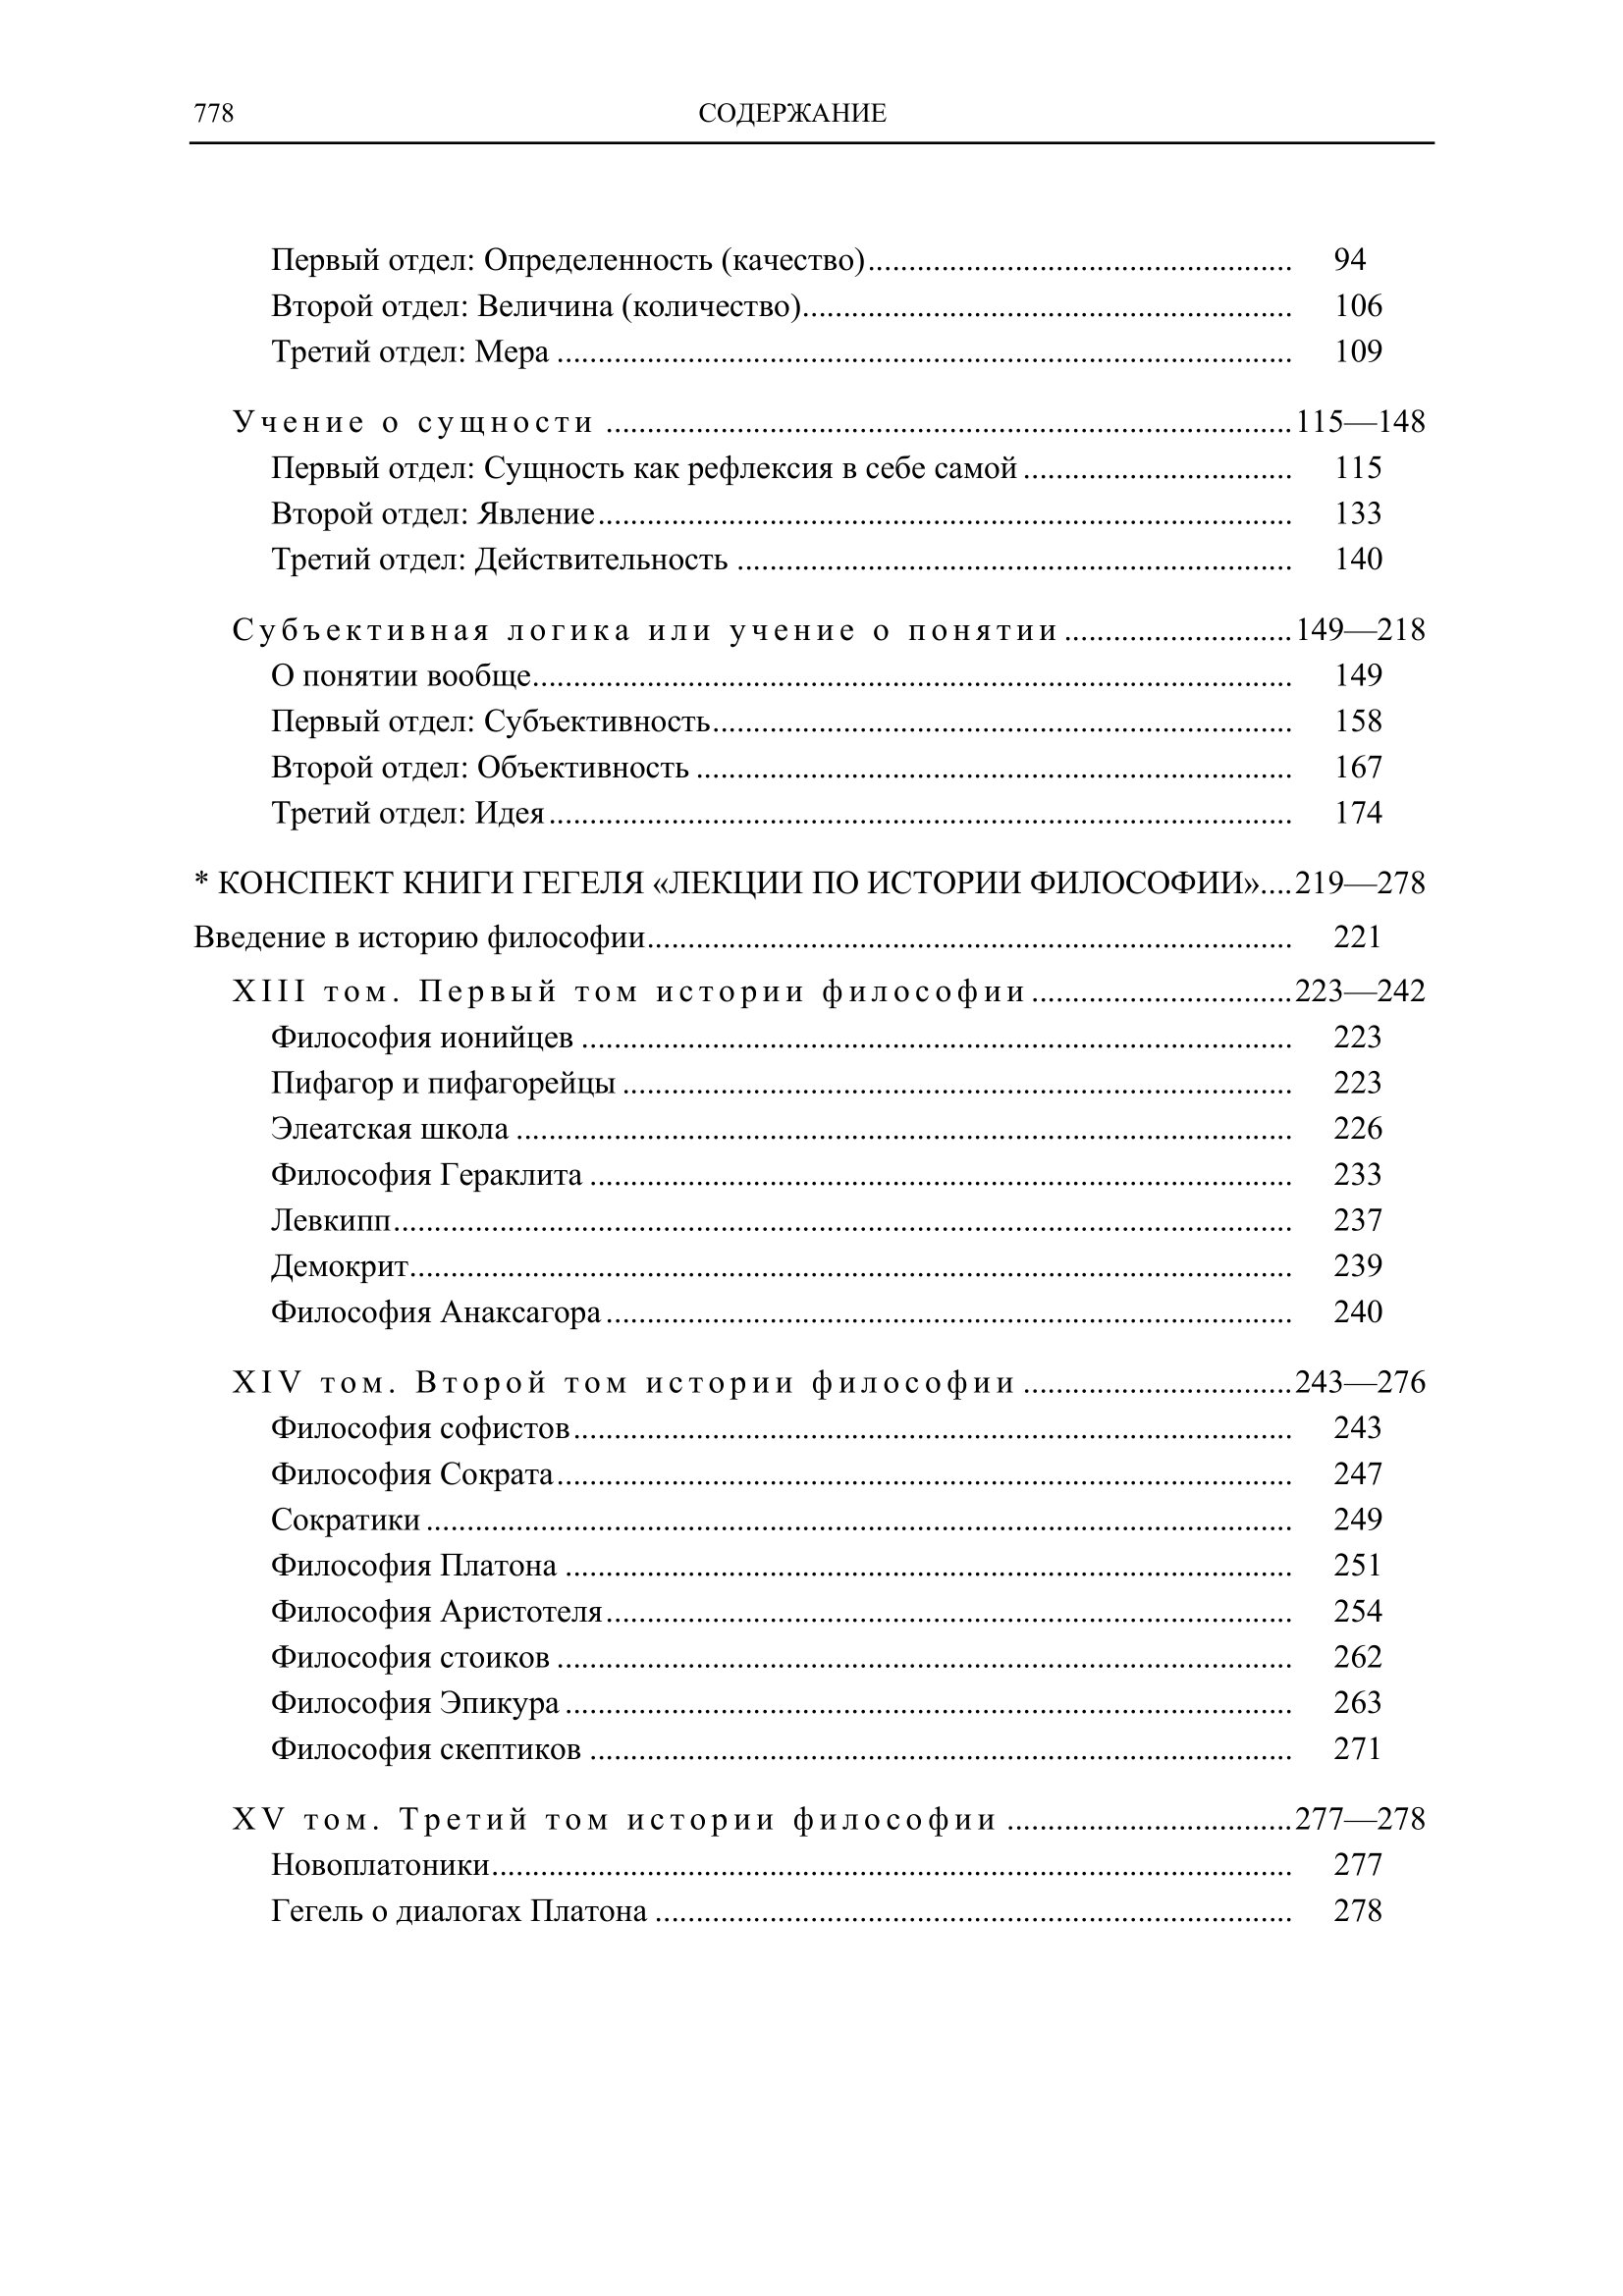 778 СОДЕРЖАНИЕ
Первый отдел: Определенность (качество).................................................... 94
Второй отдел: Величина (количество)............................................................ 106
Третий отдел: Мера .......................................................................................... 109
Учение о сущности ....................................................................................115—148
Первый отдел: Сущность как рефлексия в себе самой ................................. 115
Второй отдел: Явление..................................................................................... 133
Третий отдел: Действительность .................................................................... 140
Субъективная логика или учение о понятии ............................149—218
О понятии вообще............................................................................................. 149
Первый отдел: Субъективность....................................................................... 158
Второй отдел: Объективность ......................................................................... 167
Третий отдел: Идея ........................................................................................... 174
* КОНСПЕКТ КНИГИ ГЕГЕЛЯ «ЛЕКЦИИ ПО ИСТОРИИ ФИЛОСОФИИ»....219—278
Введение в историю философии............................................................................... 221
XIII том. Первый том истории философии ................................223—242
Философия ионийцев ....................................................................................... 223
Пифагор и пифагорейцы .................................................................................. 223
Элеатская школа ............................................................................................... 226
Философия Гераклита ...................................................................................... 233
Левкипп.............................................................................................................. 237
Демокрит............................................................................................................ 239
Философия Анаксагора .................................................................................... 240
XIV том. Второй том истории философии .................................243—276
Философия софистов........................................................................................ 243
Философия Сократа.......................................................................................... 247
Сократики .......................................................................................................... 249
Философия Платона ......................................................................................... 251
Философия Аристотеля.................................................................................... 254
Философия стоиков .......................................................................................... 262
Философия Эпикура ......................................................................................... 263
Философия скептиков ...................................................................................... 271
XV том. Третий том истории философии ...................................277—278
Новоплатоники.................................................................................................. 277
Гегель о диалогах Платона .............................................................................. 278